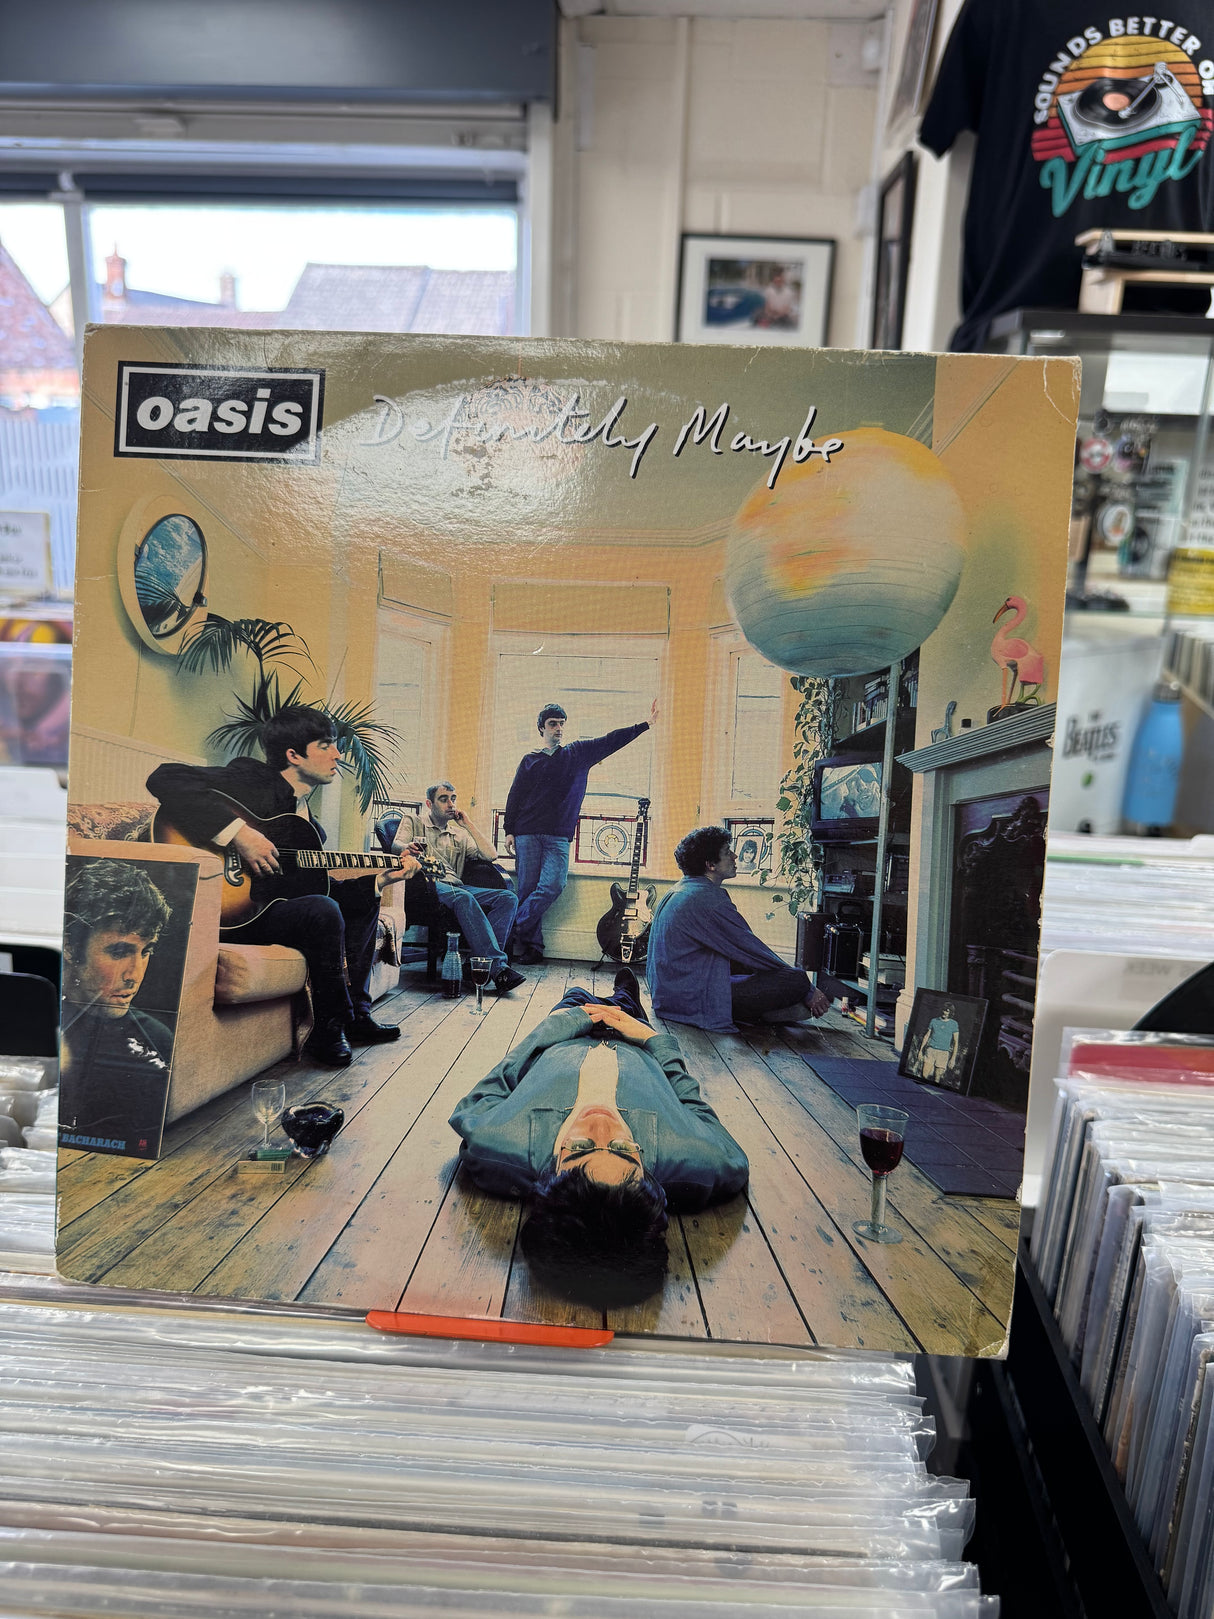 SOUNDS BETTER ON
Vinyl
oasis
Definitely Maybe
THE
BEATLES
BACHARACH